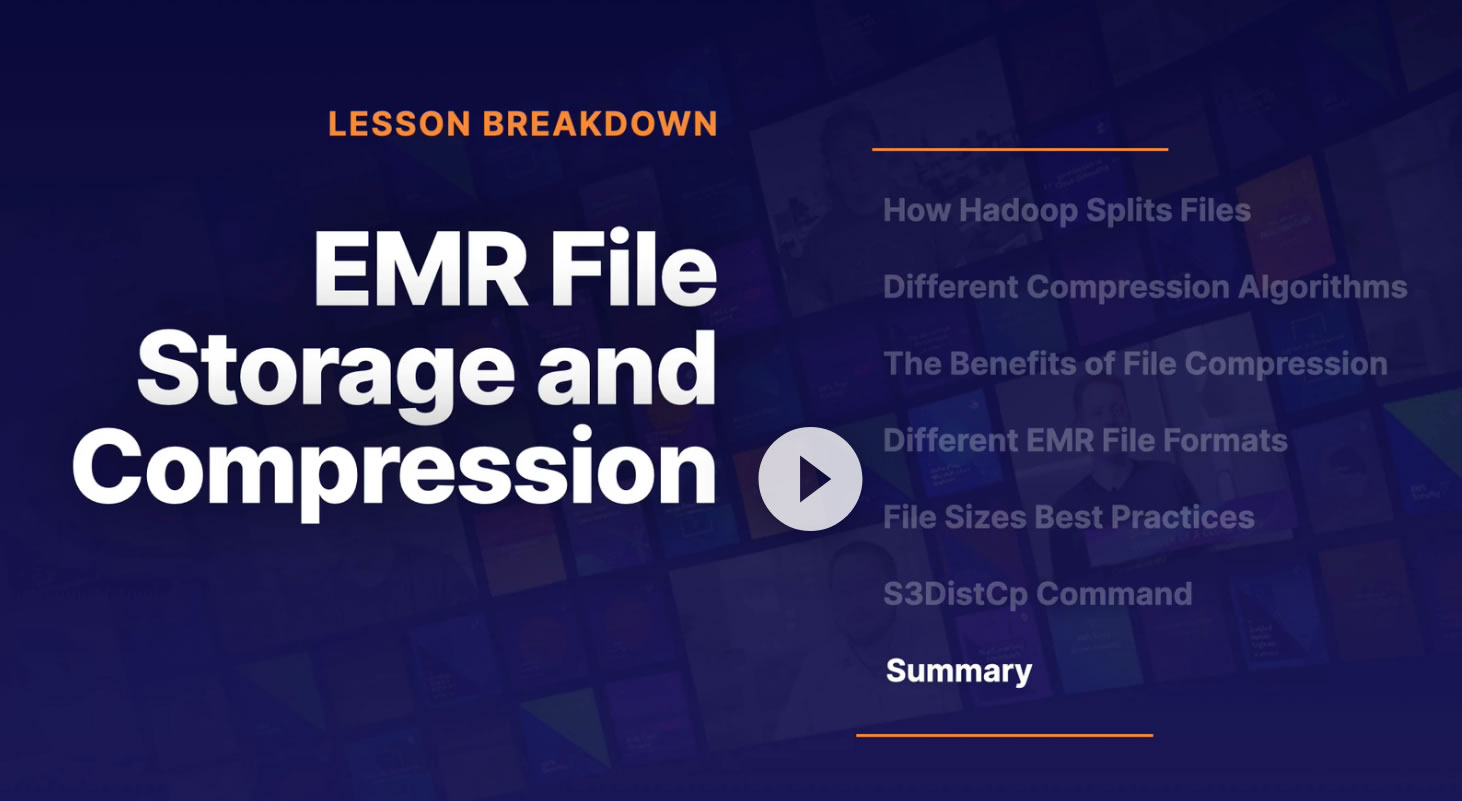 LESSON BREAKDOWN
EMR File
Storage and
Compression
How Hadoop Splits Files
Different Compression Algorithms
The Benefits of File Compression
Different EMR File Formats
File Sizes Best Practices
S3DistCp Command
Summary